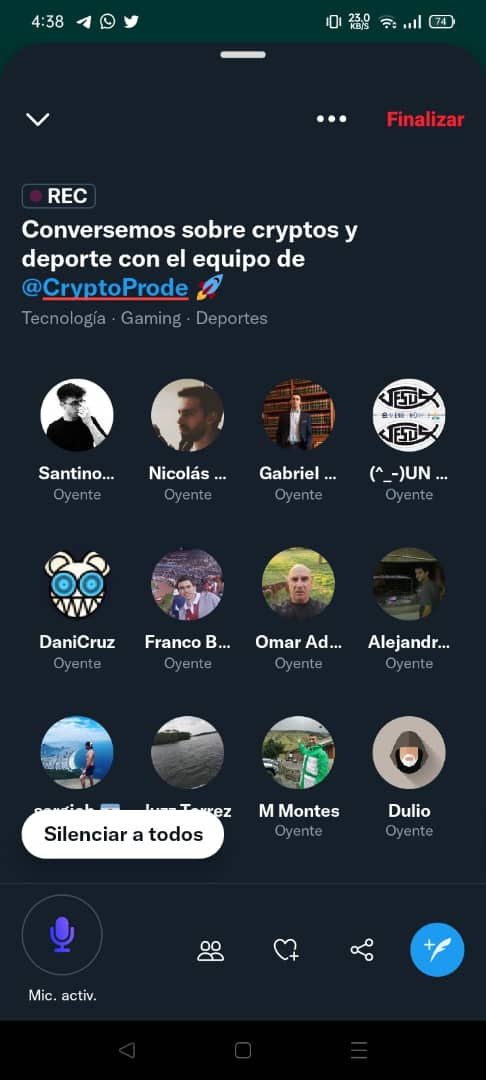 4:38
23.0
KB/S
74
Finalizar
REC
Conversemos sobre cryptos y
deporte con el equipo de
@CryptoProde 🚀
Tecnología · Gaming · Deportes
Santino... Nicolás ... Gabriel ... (^_-)UN ...
Oyente Oyente Oyente Oyente
JESUS
JESUS
DaniCruz Franco B... Omar Ad... Alejandr...
Oyente Oyente Oyente Oyente
Torrez M Montes Dulio
Oyente Oyente
Silenciar a todos
Mic. activ.